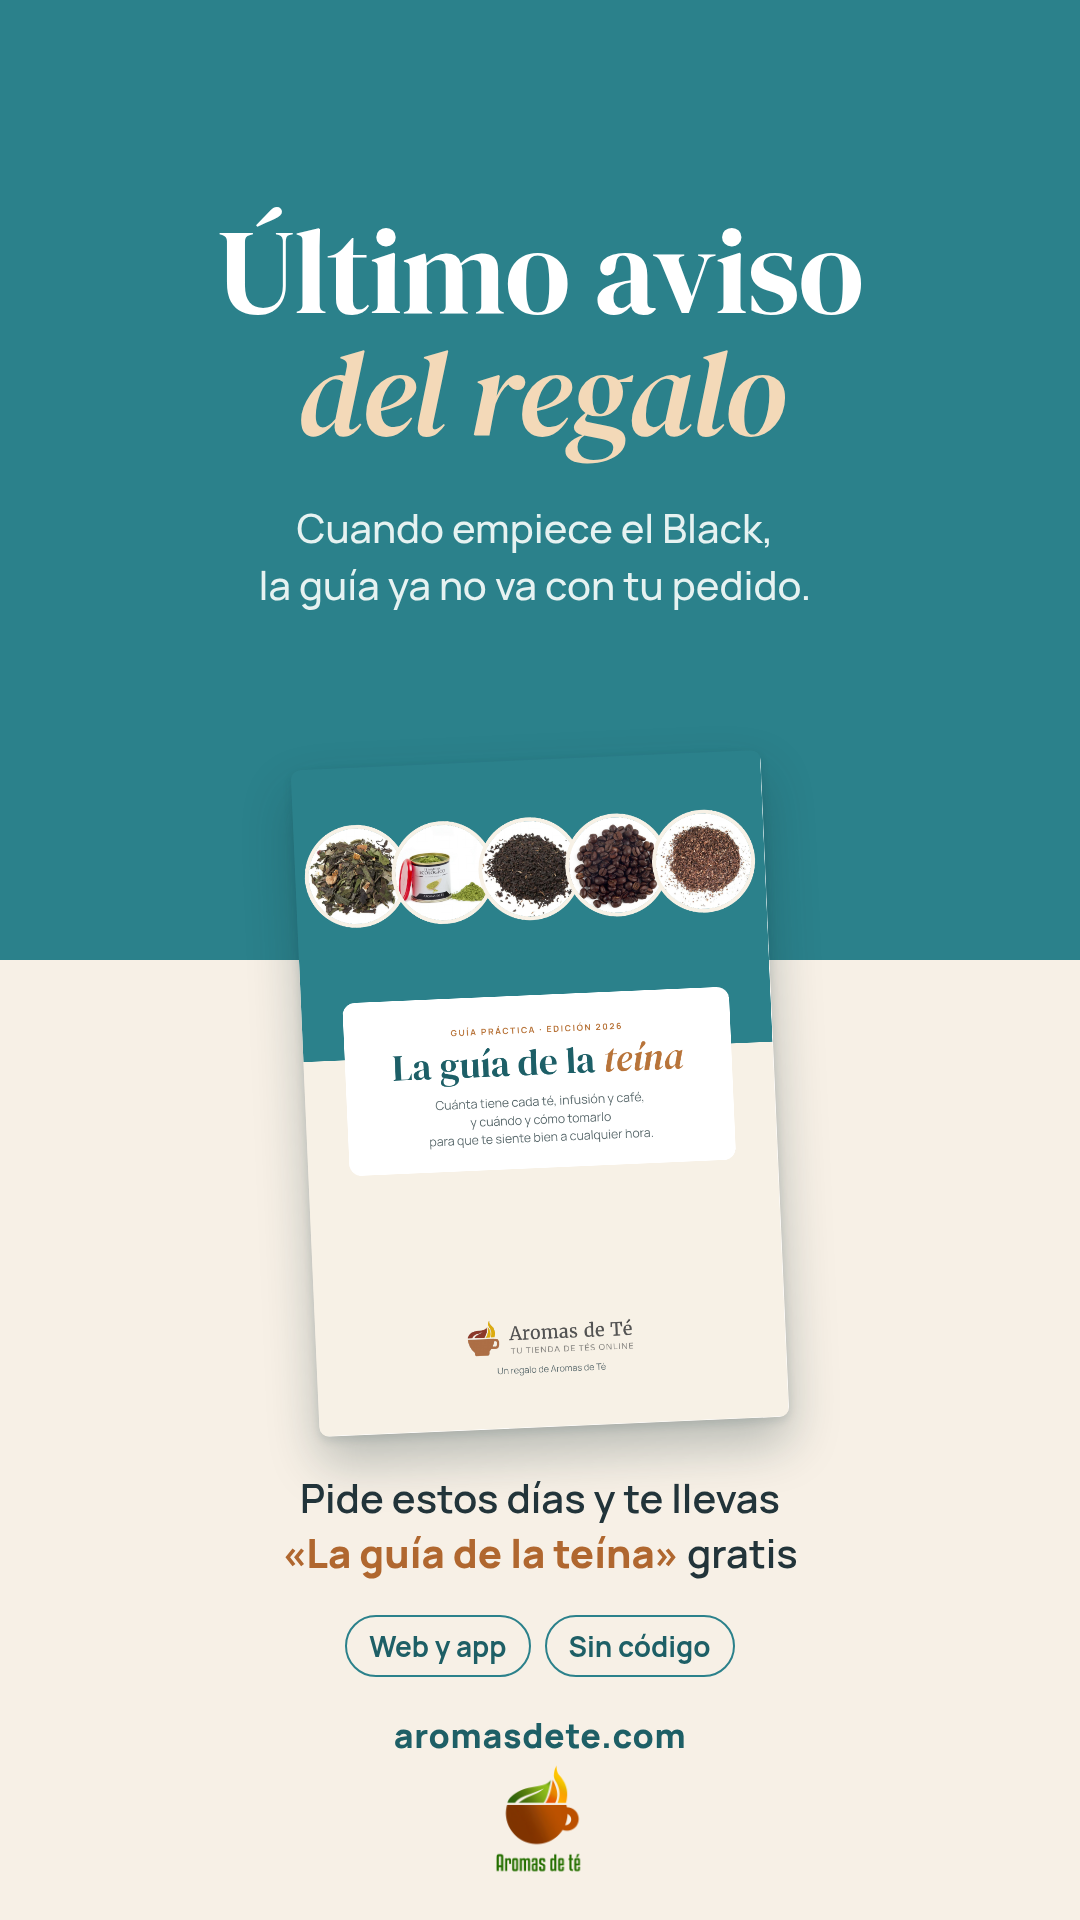 Último aviso
del regalo
Cuando empiece el Black,
la guía ya no va con tu pedido.
GUÍA PRÁCTICA · EDICIÓN 2026
La guía de la teína
Cuánta tiene cada té, infusión y café,
y cuándo y cómo tomarlo
para que te siente bien a cualquier hora.
Aromas de Té
TU TIENDA DE TÉS ONLINE
Un regalo de Aromas de Té
Pide estos días y te llevas
«La guía de la teína» gratis
Web y app
Sin código
aromasdete.com
Aromas de té